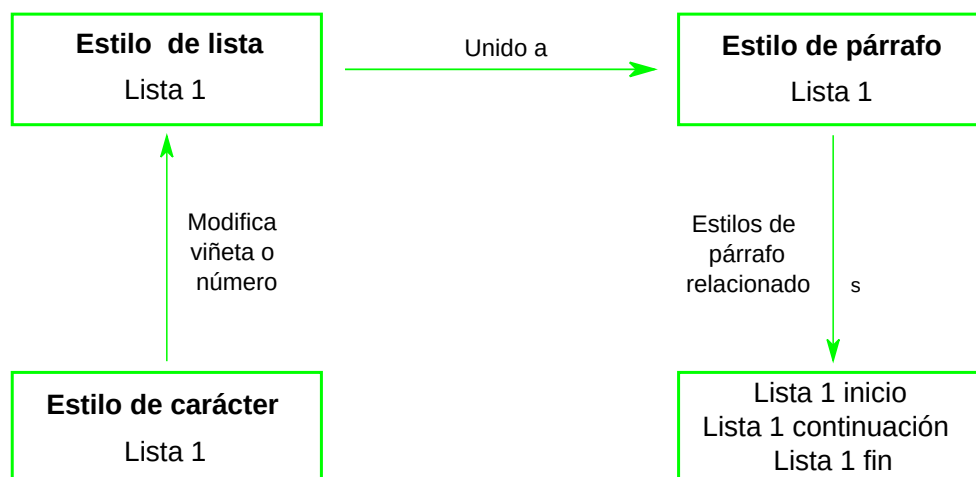 Estilo de lista
Lista 1
Unido a
Estilo de párrafo
Lista 1
Modifica
viñeta o
número
Estilos de
párrafo
relacionado s
Estilo de carácter
Lista 1
Lista 1 inicio
Lista 1 continuación
Lista 1 fin